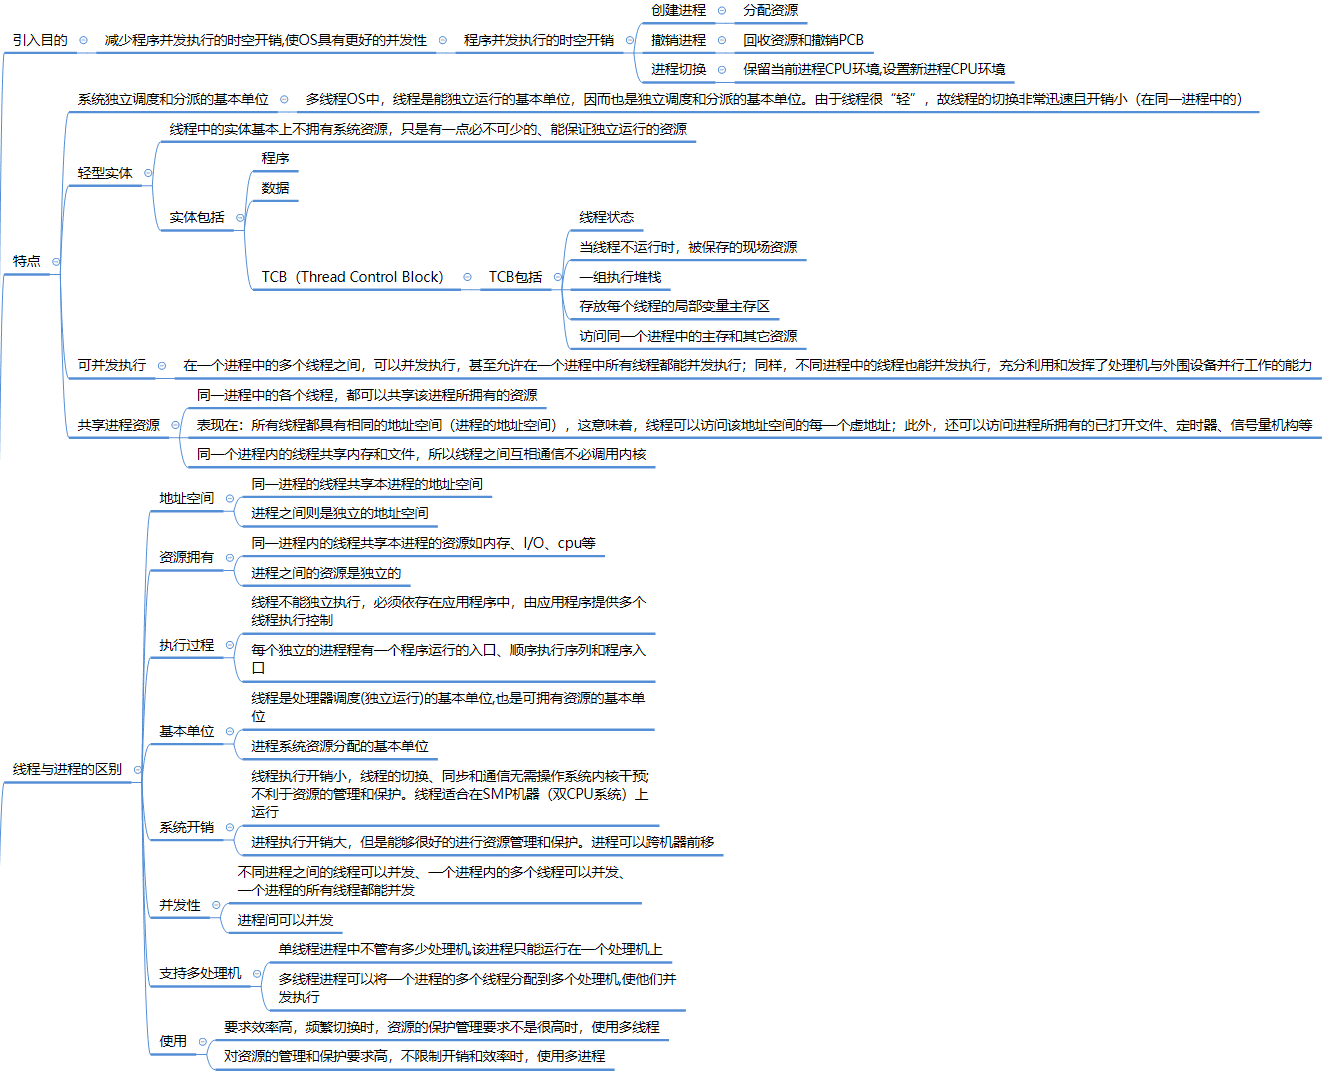 引入目的
减少程序并发执行的时空开销,使OS具有更好的并发性
程序并发执行的时空开销
创建进程
分配资源
撤销进程
回收资源和撤销PCB
进程切换
保留当前进程CPU环境,设置新进程CPU环境
特点
系统独立调度和分派的基本单位
多线程OS中，线程是能独立运行的基本单位，因而也是独立调度和分派的基本单位。由于线程很“轻”，故线程的切换非常迅速且开销小（在同一进程中的）
轻型实体
线程中的实体基本上不拥有系统资源，只是有一点必不可少的、能保证独立运行的资源
实体包括
程序
数据
TCB（Thread Control Block）
TCB包括
线程状态
当线程不运行时，被保存的现场资源
一组执行堆栈
存放每个线程的局部变量主存区
访问同一个进程中的主存和其它资源
可并发执行
在一个进程中的多个线程之间，可以并发执行，甚至允许在一个进程中所有线程都能并发执行；同样，不同进程中的线程也能并发执行，充分利用和发挥了处理机与外围设备并行工作的能力
共享进程资源
同一进程中的各个线程，都可以共享该进程所拥有的资源
表现在：所有线程都具有相同的地址空间（进程的地址空间），这意味着，线程可以访问该地址空间的每一个虚地址；此外，还可以访问进程所拥有的已打开文件、定时器、信号量机构等
同一个进程内的线程共享内存和文件，所以线程之间互相通信不必调用内核
线程与进程的区别
地址空间
同一进程的线程共享本进程的地址空间
进程之间则是独立的地址空间
资源拥有
同一进程内的线程共享本进程的资源如内存、I/O、cpu等
进程之间的资源是独立的
执行过程
线程不能独立执行，必须依存在应用程序中，由应用程序提供多个
线程执行控制
每个独立的进程程有一个程序运行的入口、顺序执行序列和程序入
口
基本单位
线程是处理器调度(独立运行)的基本单位,也是可拥有资源的基本单
位
进程系统资源分配的基本单位
系统开销
线程执行开销小，线程的切换、同步和通信无需操作系统内核干预;
不利于资源的管理和保护。线程适合在SMP机器（双CPU系统）上
运行
进程执行开销大，但是能够很好的进行资源管理和保护。进程可以跨机器前移
并发性
不同进程之间的线程可以并发、一个进程内的多个线程可以并发、
一个进程的所有线程都能并发
进程间可以并发
支持多处理机
单线程进程中不管有多少处理机,该进程只能运行在一个处理机上
多线程进程可以将一个进程的多个线程分配到多个处理机,使他们并
发执行
使用
要求效率高，频繁切换时，资源的保护管理要求不是很高时，使用多线程
对资源的管理和保护要求高，不限制开销和效率时，使用多进程